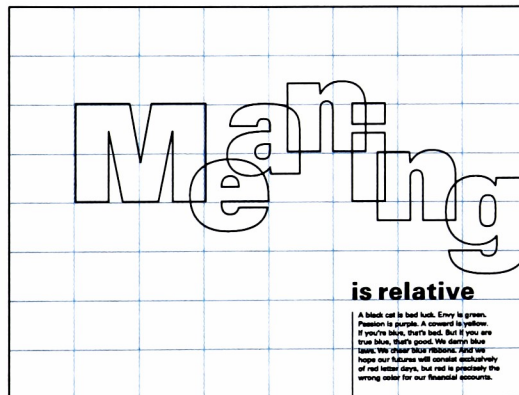 Meaning
is relative
A black cat is bad luck. Envy is green.
Passion is purple. A coward is yellow.
If you're blue, that's bad. But if you are
true blue, that's good. We damn blue
laws. We cheer blue ribbons. And we
hope our futures will consist exclusively
of red letter days, but red is precisely the
wrong color for our financial accounts.